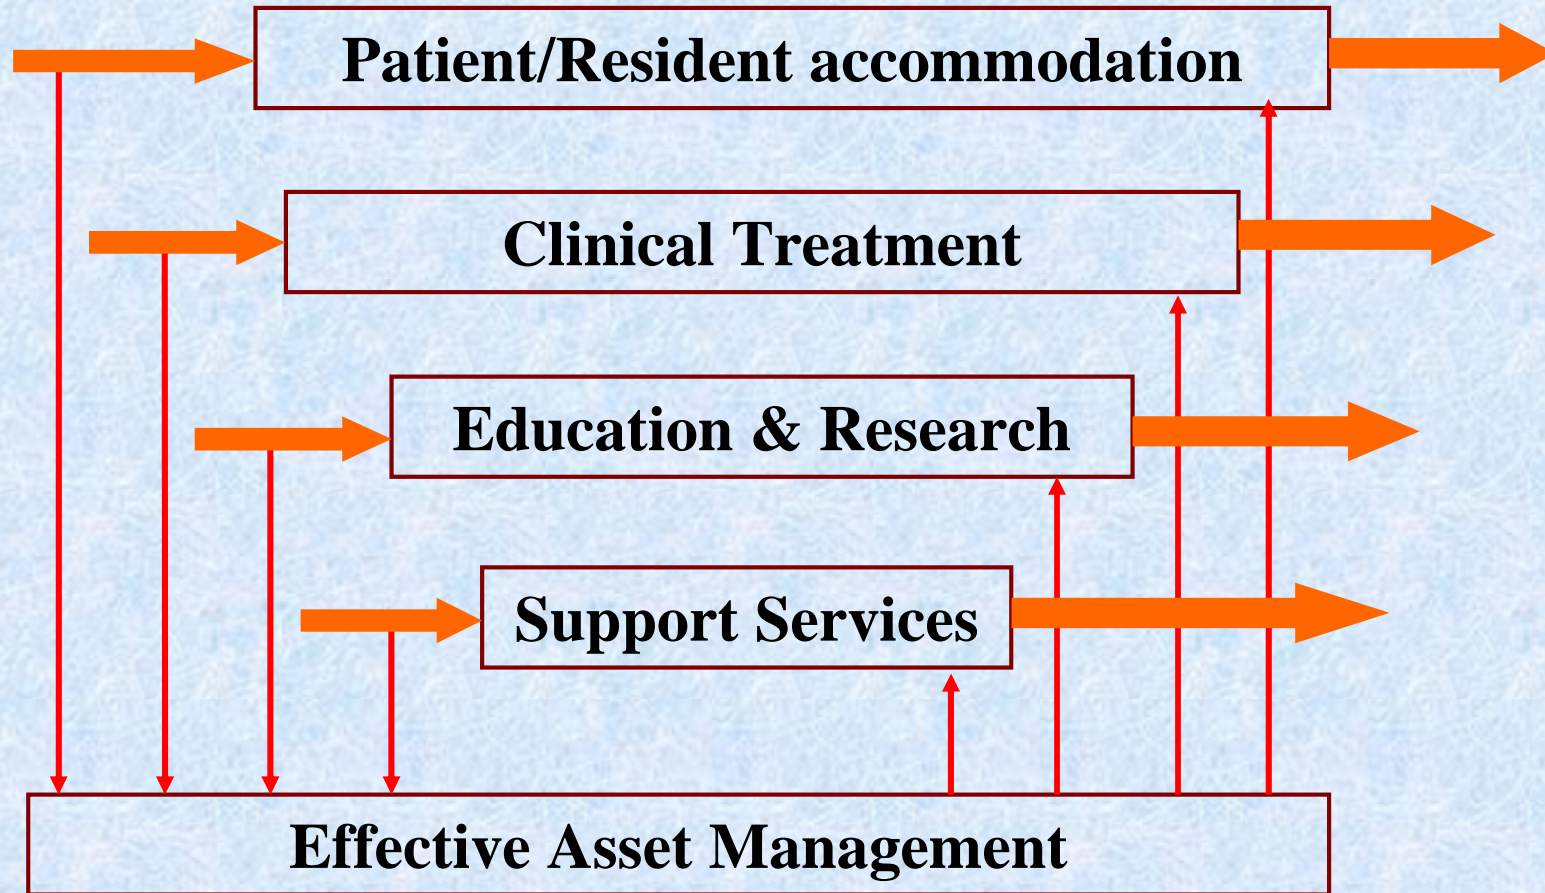 Patient/Resident accommodation
Clinical Treatment
Education & Research
Support Services
Effective Asset Management